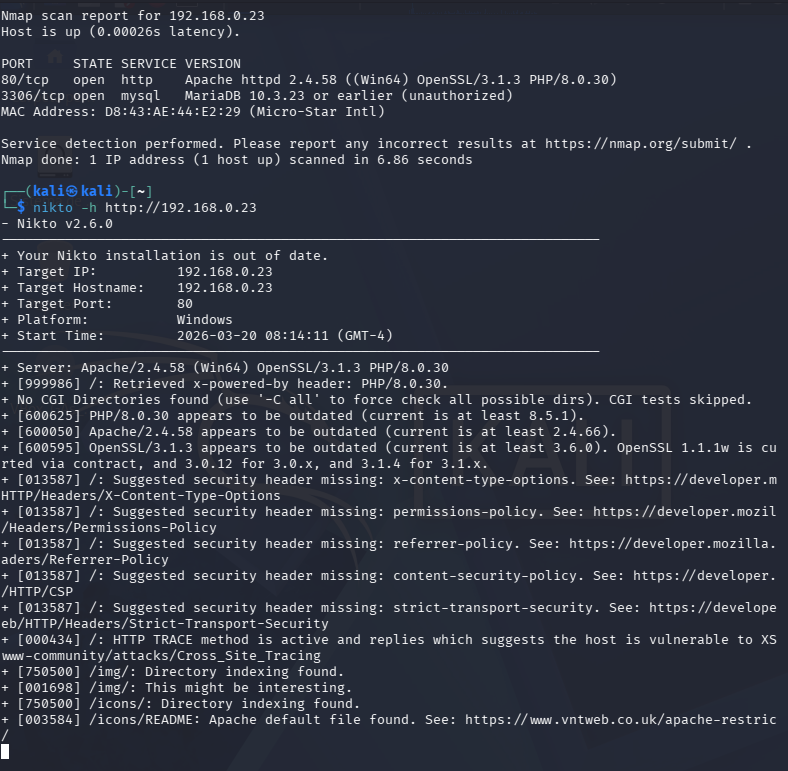 Nmap scan report for 192.168.0.23
Host is up (0.00026s latency).
PORT     STATE SERVICE VERSION
80/tcp   open  http    Apache httpd 2.4.58 ((Win64) OpenSSL/3.1.3 PHP/8.0.30)
3306/tcp open  mysql   MariaDB 10.3.23 or earlier (unauthorized)
MAC Address: D8:43:AE:44:E2:29 (Micro-Star Intl)
Service detection performed. Please report any incorrect results at https://nmap.org/submit/ .
Nmap done: 1 IP address (1 host up) scanned in 6.86 seconds
┌──(kali㉿kali)-[~]
└─$ nikto -h http://192.168.0.23
- Nikto v2.6.0
---------------------------------------------------------------------------
+ Your Nikto installation is out of date.
+ Target IP:          192.168.0.23
+ Target Hostname:    192.168.0.23
+ Target Port:        80
+ Platform:           Windows
+ Start Time:         2026-03-20 08:14:11 (GMT-4)
---------------------------------------------------------------------------
+ Server: Apache/2.4.58 (Win64) OpenSSL/3.1.3 PHP/8.0.30
+ [999986] /: Retrieved x-powered-by header: PHP/8.0.30.
+ No CGI Directories found (use '-C all' to force check all possible dirs). CGI tests skipped.
+ [600625] PHP/8.0.30 appears to be outdated (current is at least 8.5.1).
+ [600050] Apache/2.4.58 appears to be outdated (current is at least 2.4.66).
+ [600595] OpenSSL/3.1.3 appears to be outdated (current is at least 3.6.0). OpenSSL 1.1.1w is cu
rted via contract, and 3.0.12 for 3.0.x, and 3.1.4 for 3.1.x.
+ [013587] /: Suggested security header missing: x-content-type-options. See: https://developer.m
HTTP/Headers/X-Content-Type-Options
+ [013587] /: Suggested security header missing: permissions-policy. See: https://developer.mozil
/Headers/Permissions-Policy
+ [013587] /: Suggested security header missing: referrer-policy. See: https://developer.mozilla.
aders/Referrer-Policy
+ [013587] /: Suggested security header missing: content-security-policy. See: https://developer.
/HTTP/CSP
+ [013587] /: Suggested security header missing: strict-transport-security. See: https://develope
eb/HTTP/Headers/Strict-Transport-Security
+ [000434] /: HTTP TRACE method is active and replies which suggests the host is vulnerable to XS
www-community/attacks/Cross_Site_Tracing
+ [750500] /img/: Directory indexing found.
+ [001698] /img/: This might be interesting.
+ [750500] /icons/: Directory indexing found.
+ [003584] /icons/README: Apache default file found. See: https://www.vntweb.co.uk/apache-restric
/
KALI